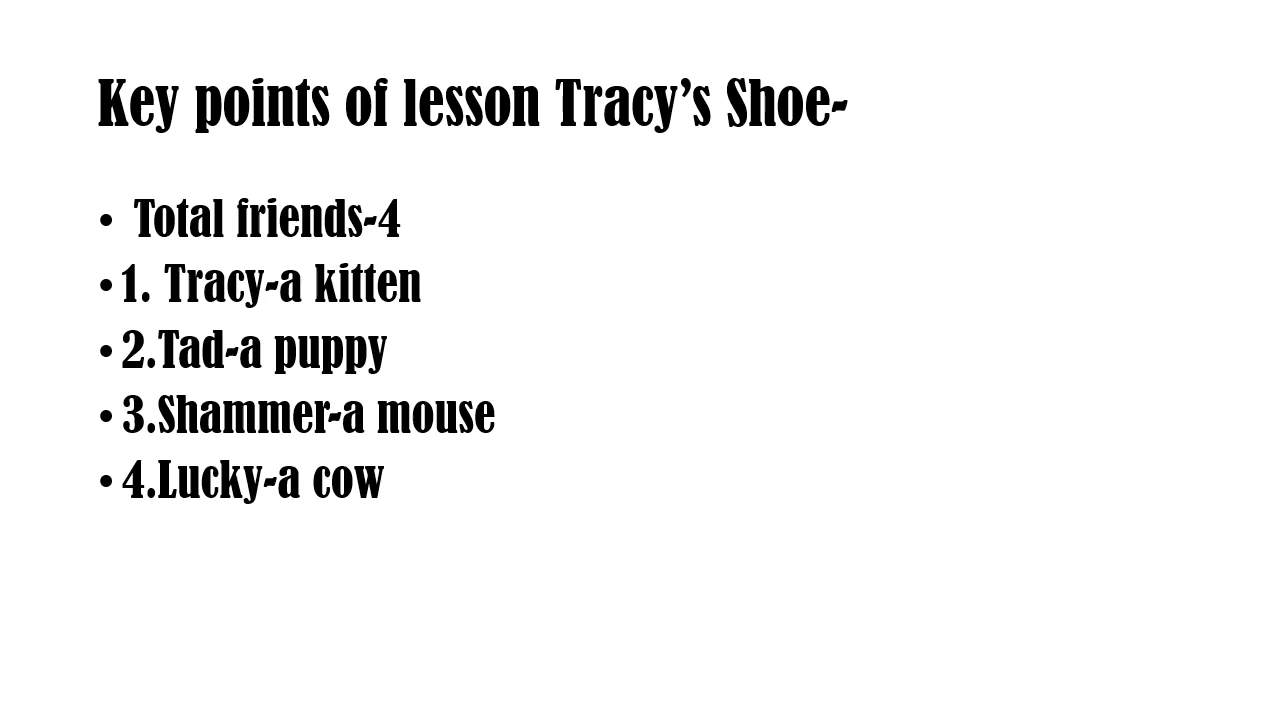 Key points of lesson Tracy’s Shoe-
• Total friends-4
• 1. Tracy-a kitten
• 2.Tad-a puppy
• 3.Shammer-a mouse
• 4.Lucky-a cow